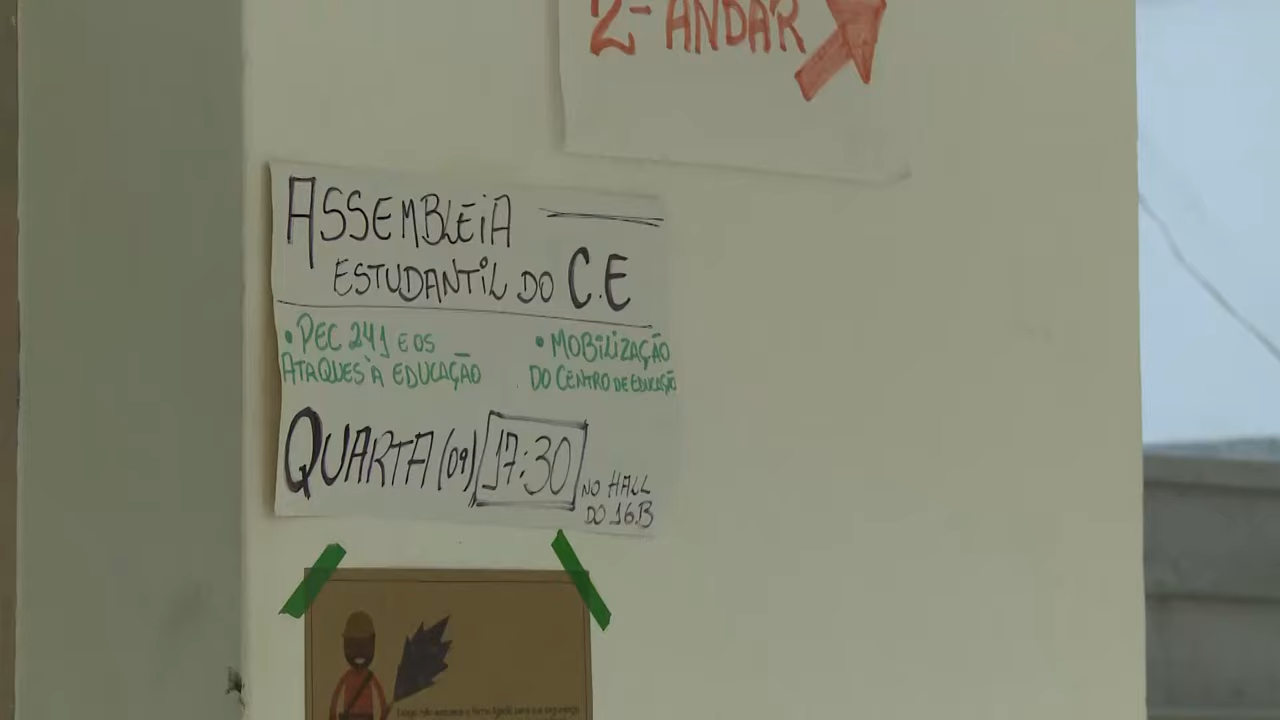 2º ANDAR
ASSEMBLEIA
ESTUDANTIL DO C.E
• PEC 241 E OS
ATAQUES À EDUCAÇÃO
• MOBILIZAÇÃO
DO CENTRO DE EDUCAÇÃO
QUARTA (09) 17:30
NO HALL
DO 16.B